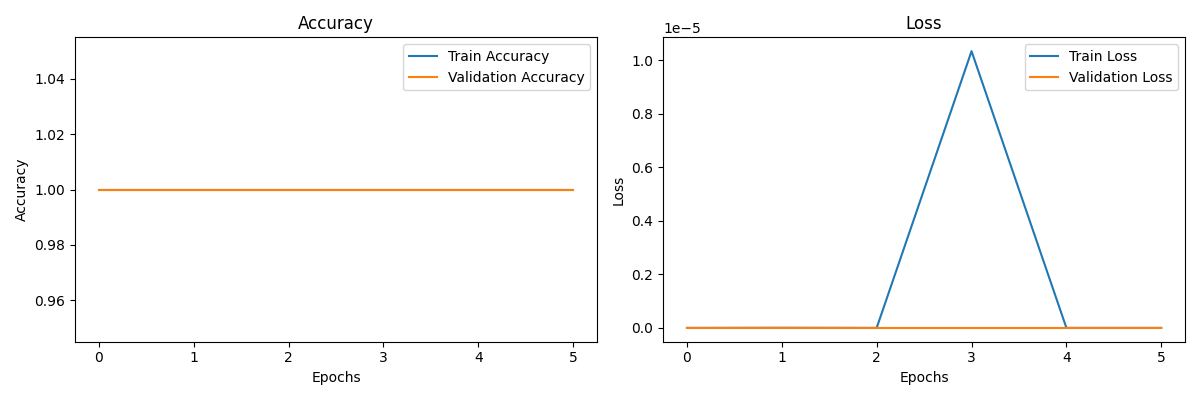 Accuracy
Train Accuracy
Validation Accuracy
1.04
1.02
1.00
0.98
0.96
Accuracy
0 1 2 3 4 5
Epochs
Loss
1e−5
Train Loss
Validation Loss
1.0
0.8
0.6
0.4
0.2
0.0
Loss
0 1 2 3 4 5
Epochs